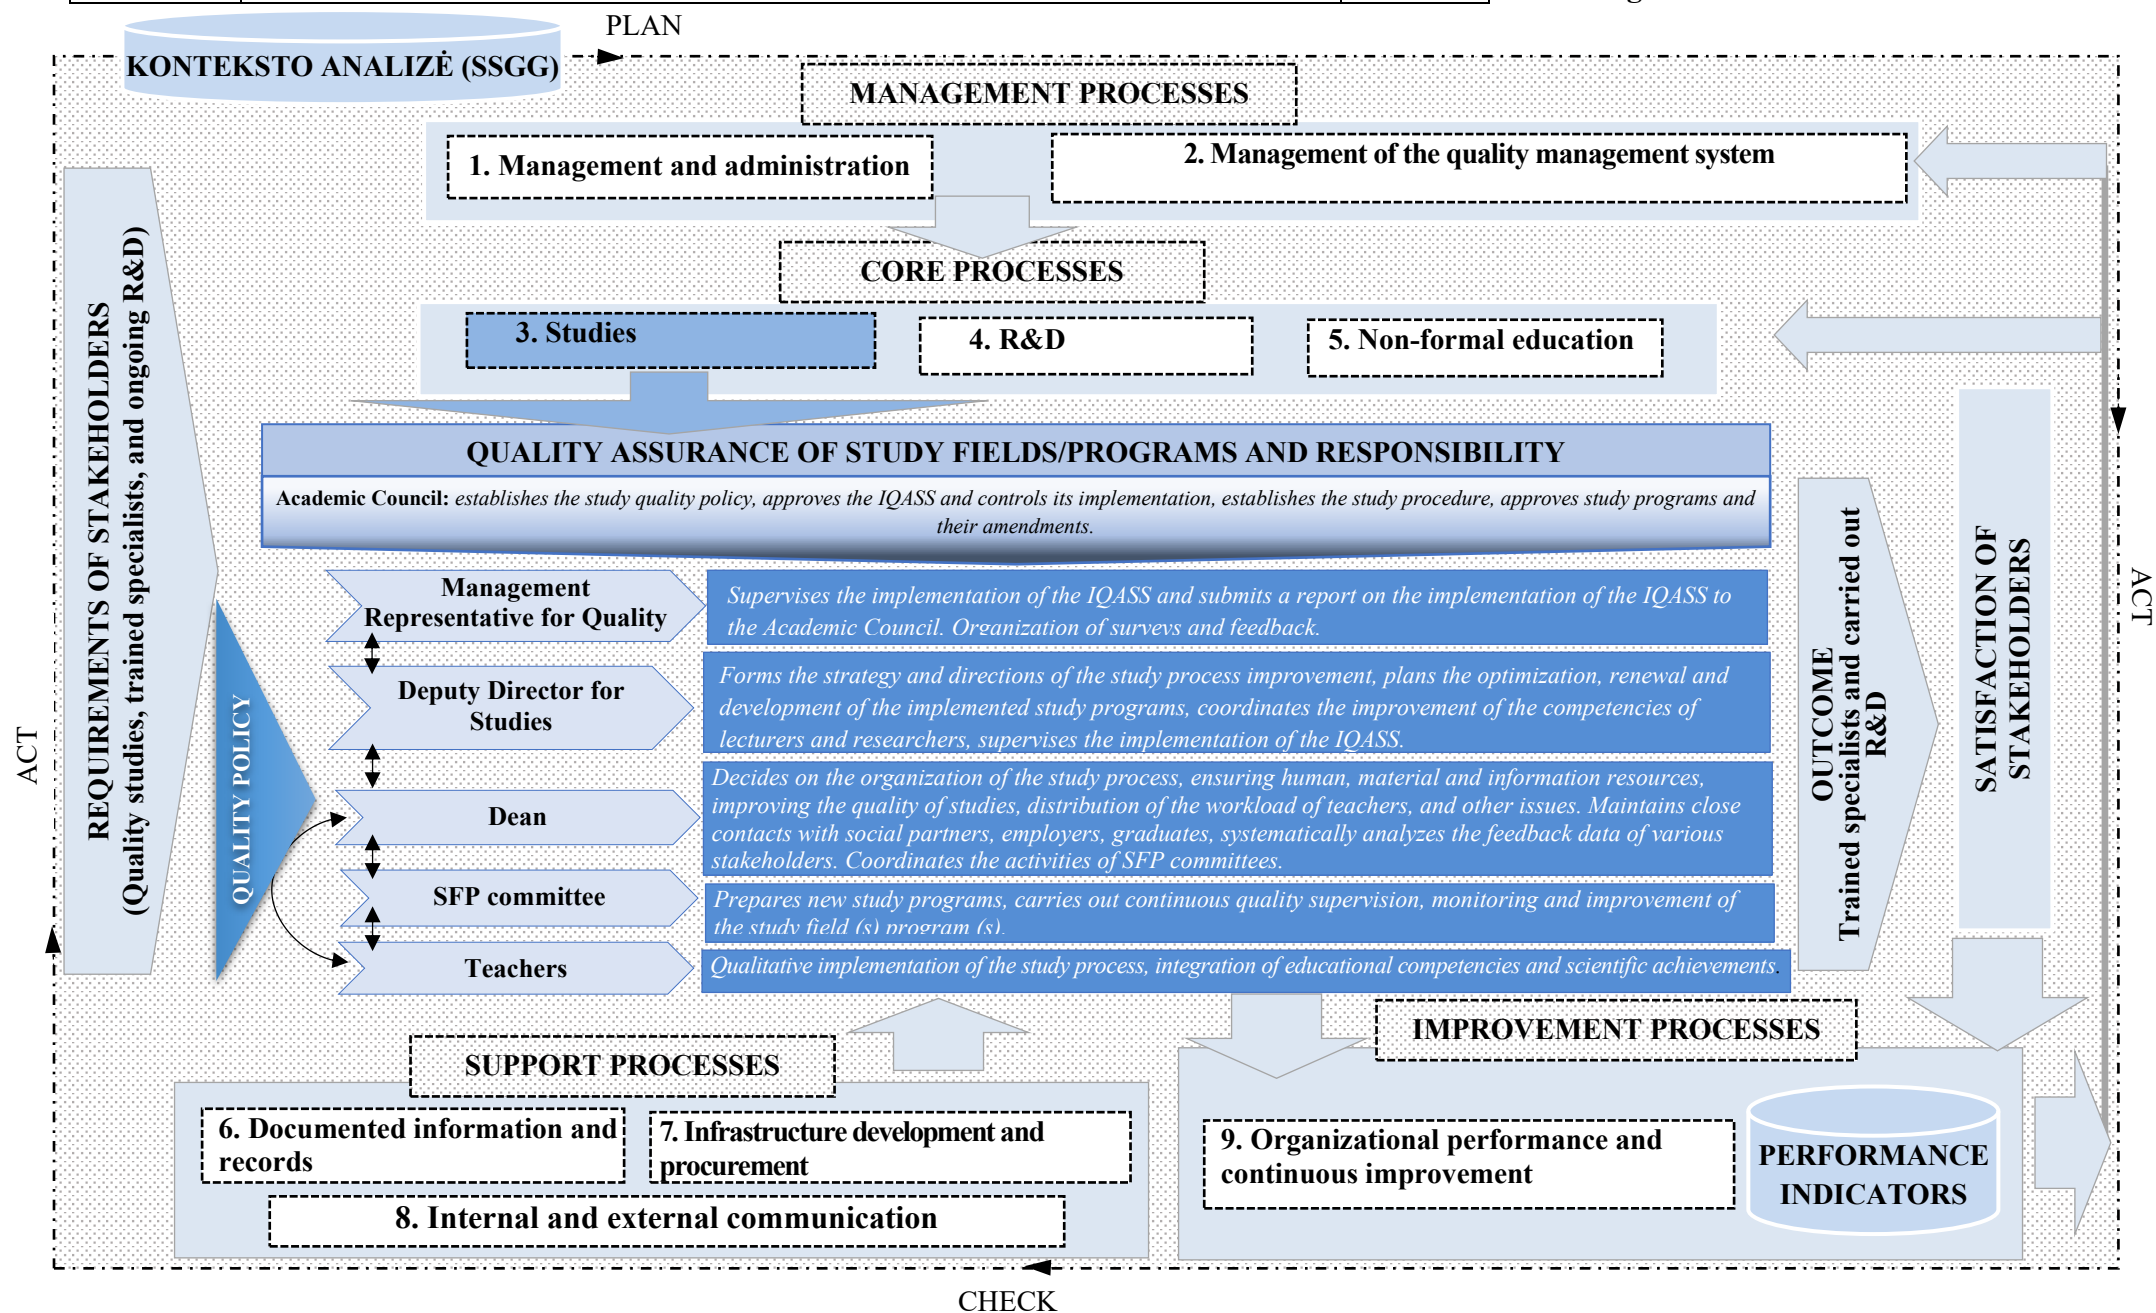 PLAN
KONTEKSTO ANALIZĖ (SSGG)
MANAGEMENT PROCESSES
1. Management and administration
2. Management of the quality management system
CORE PROCESSES
3. Studies
4. R&D
5. Non-formal education
REQUIREMENTS OF STAKEHOLDERS
(Quality studies, trained specialists, and ongoing R&D)
QUALITY POLICY
ACT
QUALITY ASSURANCE OF STUDY FIELDS/PROGRAMS AND RESPONSIBILITY
Academic Council: establishes the study quality policy, approves the IQASS and controls its implementation, establishes the study procedure, approves study programs and
their amendments.
Management
Representative for Quality
Supervises the implementation of the IQASS and submits a report on the implementation of the IQASS to
the Academic Council. Organization of surveys and feedback.
Deputy Director for
Studies
Forms the strategy and directions of the study process improvement, plans the optimization, renewal and
development of the implemented study programs, coordinates the improvement of the competencies of
lecturers and researchers, supervises the implementation of the IQASS.
Dean
Decides on the organization of the study process, ensuring human, material and information resources,
improving the quality of studies, distribution of the workload of teachers, and other issues. Maintains close
contacts with social partners, employers, graduates, systematically analyzes the feedback data of various
stakeholders. Coordinates the activities of SFP committees.
SFP committee
Prepares new study programs, carries out continuous quality supervision, monitoring and improvement of
the study field (s) program (s).
Teachers
Qualitative implementation of the study process, integration of educational competencies and scientific achievements.
OUTCOME
Trained specialists and carried out
R&D
SATISFACTION OF
STAKEHOLDERS
ACT
SUPPORT PROCESSES
6. Documented information and
records
7. Infrastructure development and
procurement
8. Internal and external communication
IMPROVEMENT PROCESSES
9. Organizational performance and
continuous improvement
PERFORMANCE
INDICATORS
CHECK